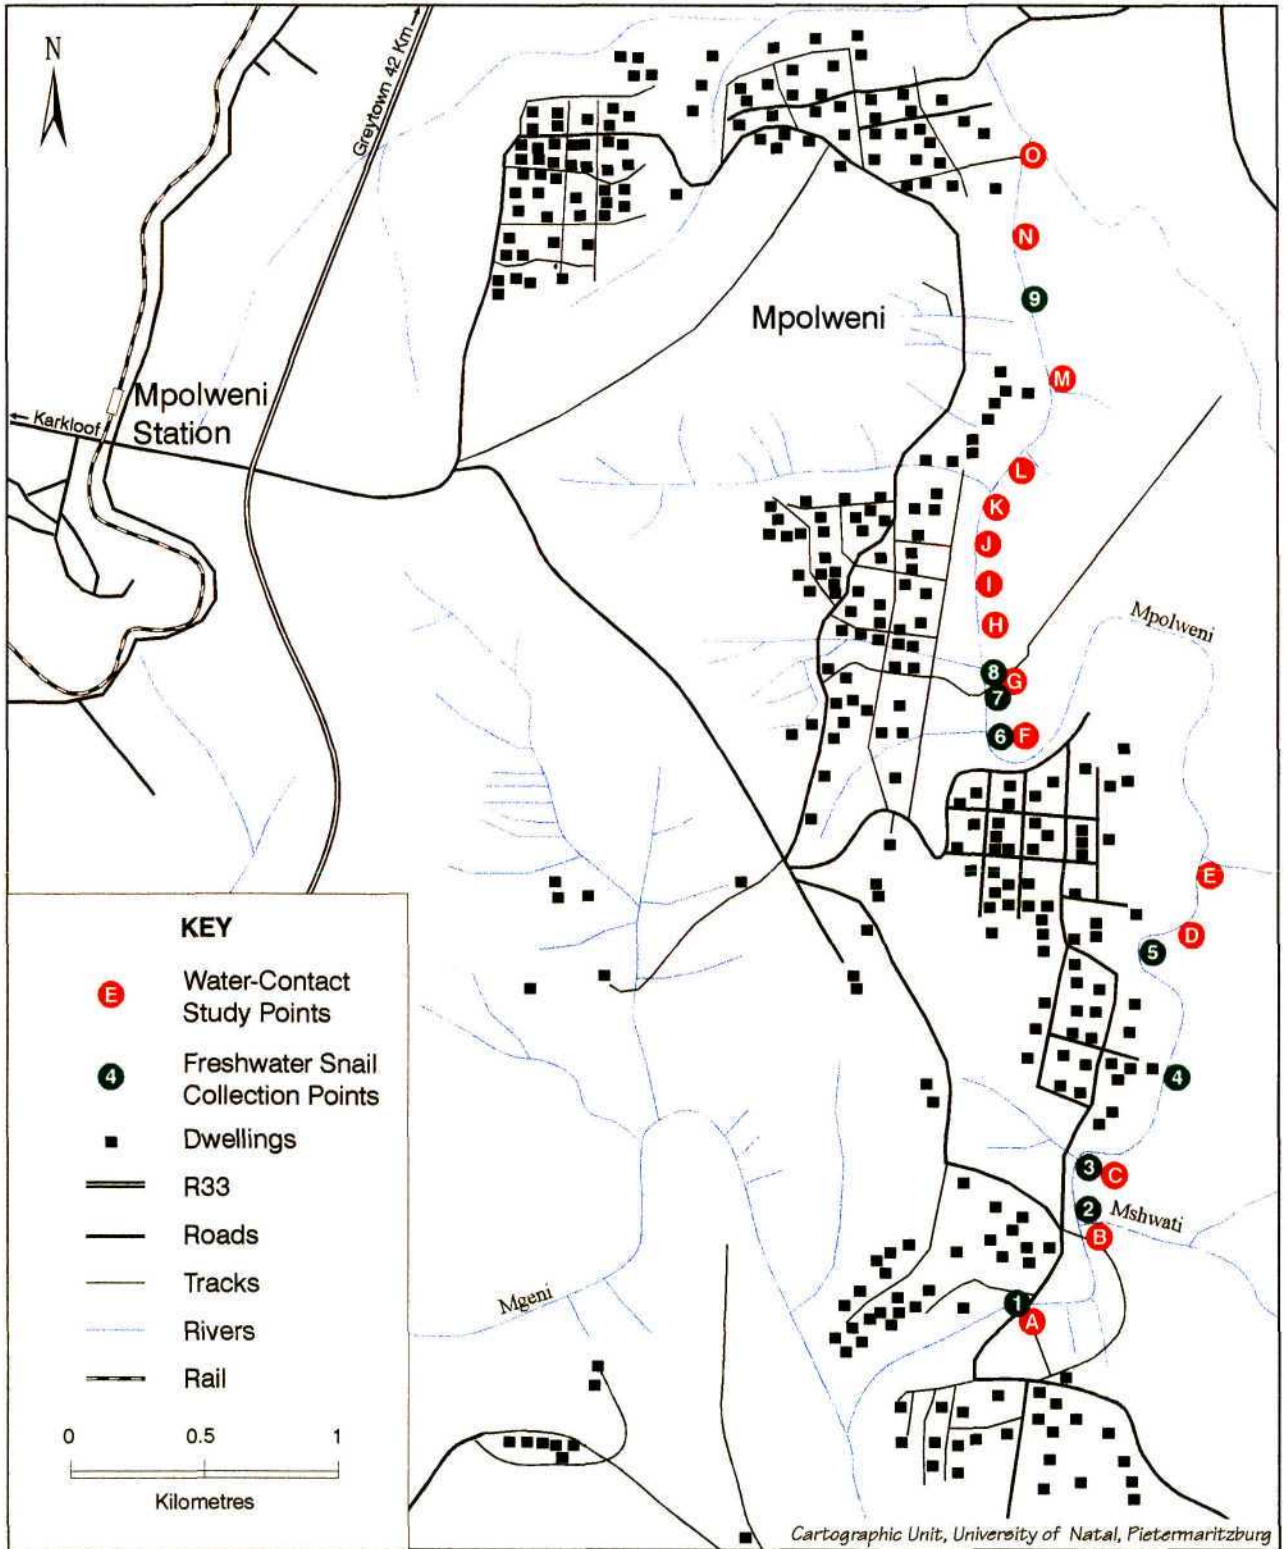 N
Greytown 42 Km
O
N
9
Mpolweni
M
Mpolweni
Station
Karkloof
L
K
J
I
H
Mpolweni
8
G
7
6
F
E
D
5
4
3
C
2
Mshwati
B
1
A
Mgeni
KEY
E
Water-Contact
Study Points
4
Freshwater Snail
Collection Points
Dwellings
R33
Roads
Tracks
Rivers
Rail
0 0.5 1
Kilometres
Cartographic Unit, University of Natal, Pietermaritzburg